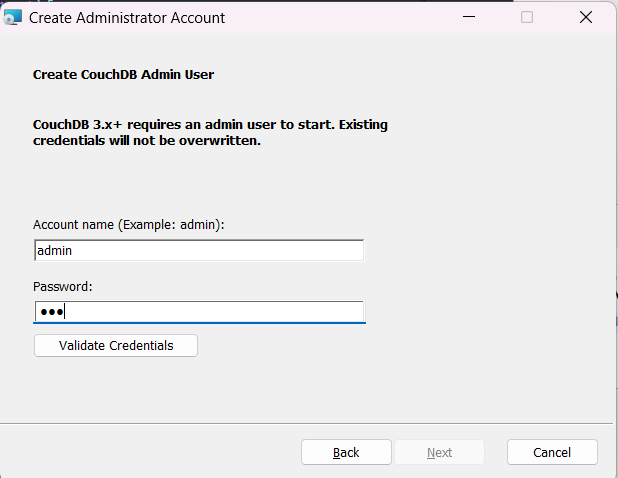 Create Administrator Account
Create CouchDB Admin User
CouchDB 3.x+ requires an admin user to start. Existing
credentials will not be overwritten.
Account name (Example: admin):
admin
Password:
●●●
Validate Credentials
Back
Next
Cancel